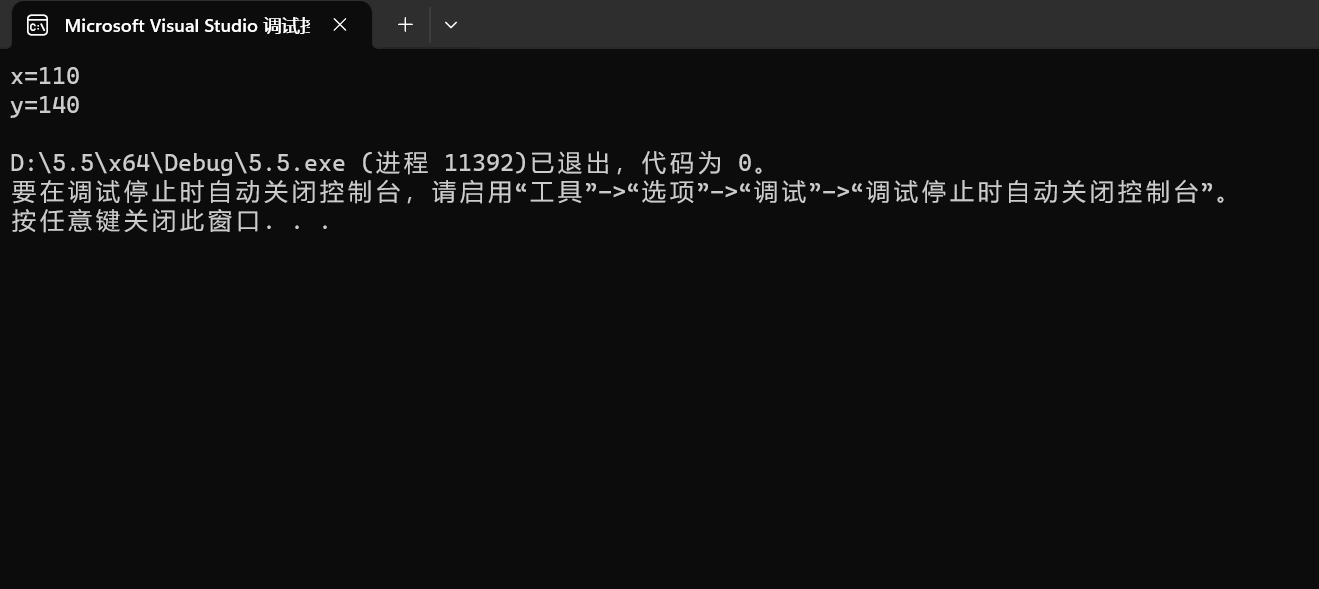 Microsoft Visual Studio 调试
x=110
y=140
D:\5.5\x64\Debug\5.5.exe (进程 11392)已退出，代码为 0。
要在调试停止时自动关闭控制台，请启用“工具”->“选项”->“调试”->“调试停止时自动关闭控制台”。
按任意键关闭此窗口. . .